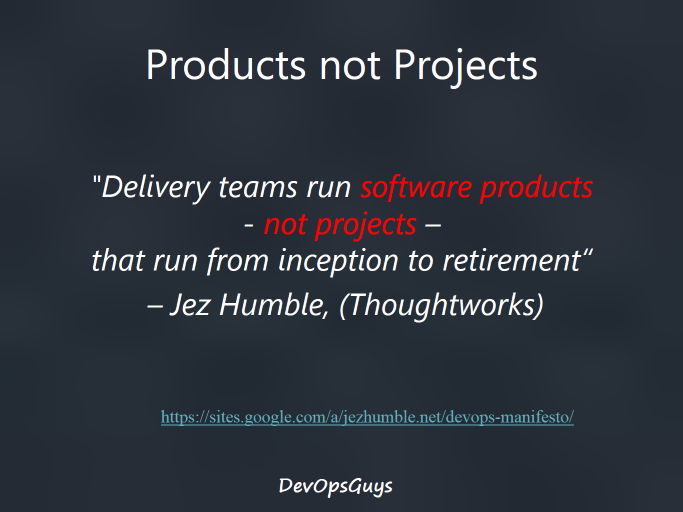 Products not Projects
"Delivery teams run software products
- not projects –
that run from inception to retirement“
– Jez Humble, (Thoughtworks)
https://sites.google.com/a/jezhumble.net/devops-manifesto/
DevOpsGuys